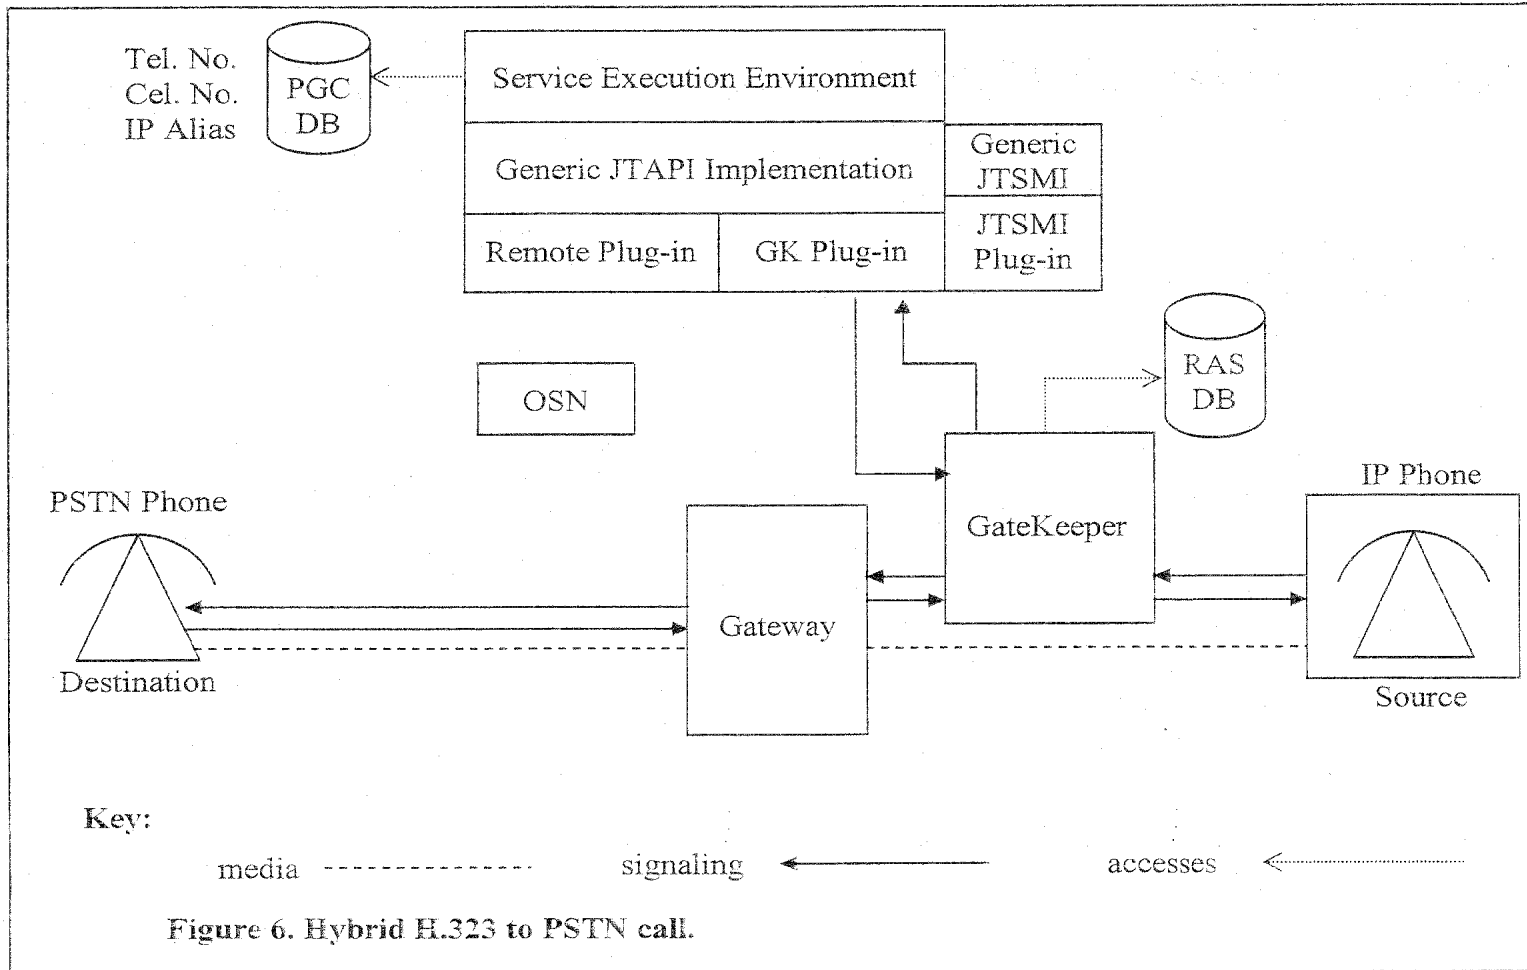 Tel. No.
Cel. No.
IP Alias
PGC
DB
Service Execution Environment
Generic JTAPI Implementation
Generic
JTSMI
Remote Plug-in
GK Plug-in
JTSMI
Plug-in
OSN
RAS
DB
PSTN Phone
Destination
Gateway
GateKeeper
IP Phone
Source
Key:
media
signaling
accesses
Figure 6. Hybrid H.323 to PSTN call.